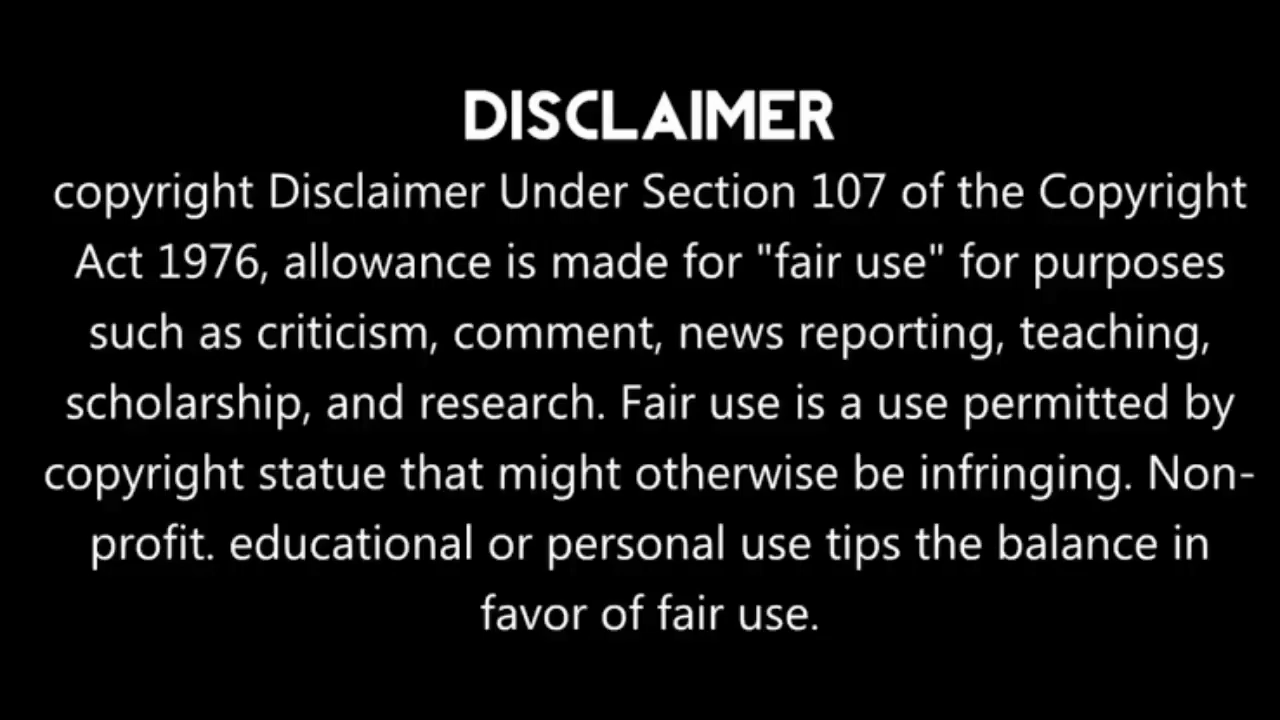 DISCLAIMER
copyright Disclaimer Under Section 107 of the Copyright
Act 1976, allowance is made for "fair use" for purposes
such as criticism, comment, news reporting, teaching,
scholarship, and research. Fair use is a use permitted by
copyright statue that might otherwise be infringing. Non-
profit. educational or personal use tips the balance in
favor of fair use.